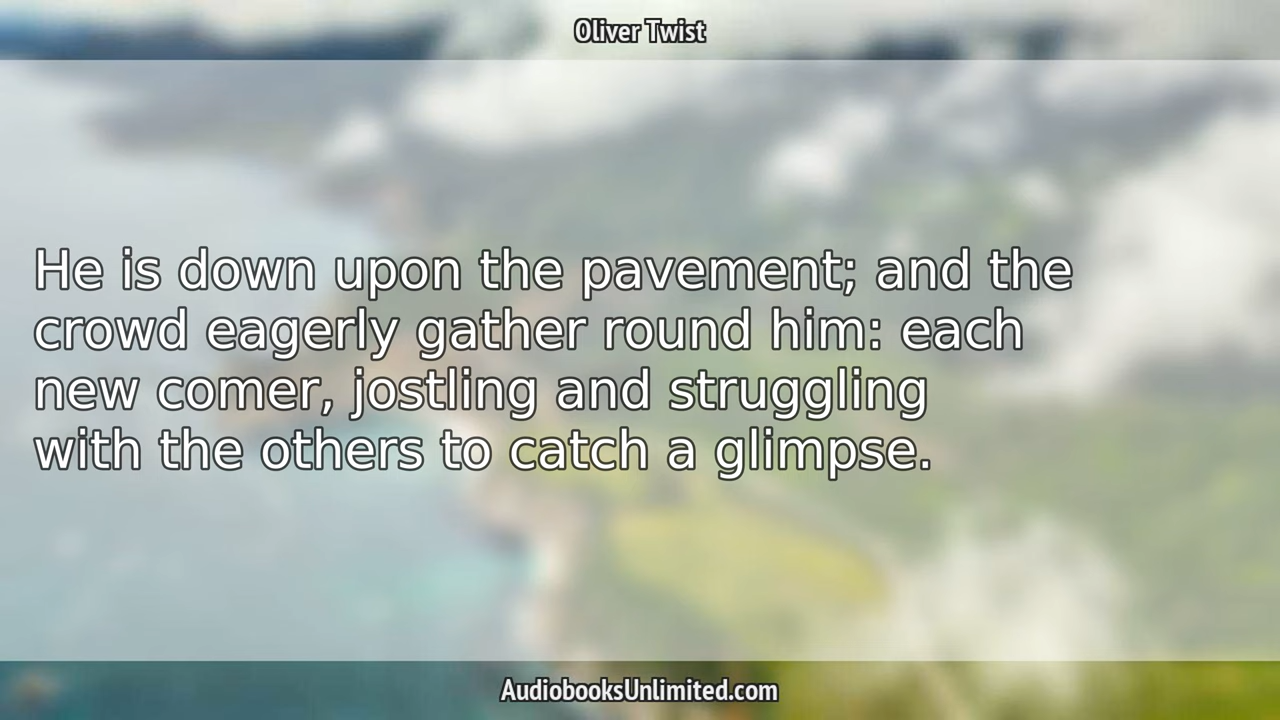 Oliver Twist
He is down upon the pavement; and the
crowd eagerly gather round him: each
new comer, jostling and struggling
with the others to catch a glimpse.
AudiobooksUnlimited.com